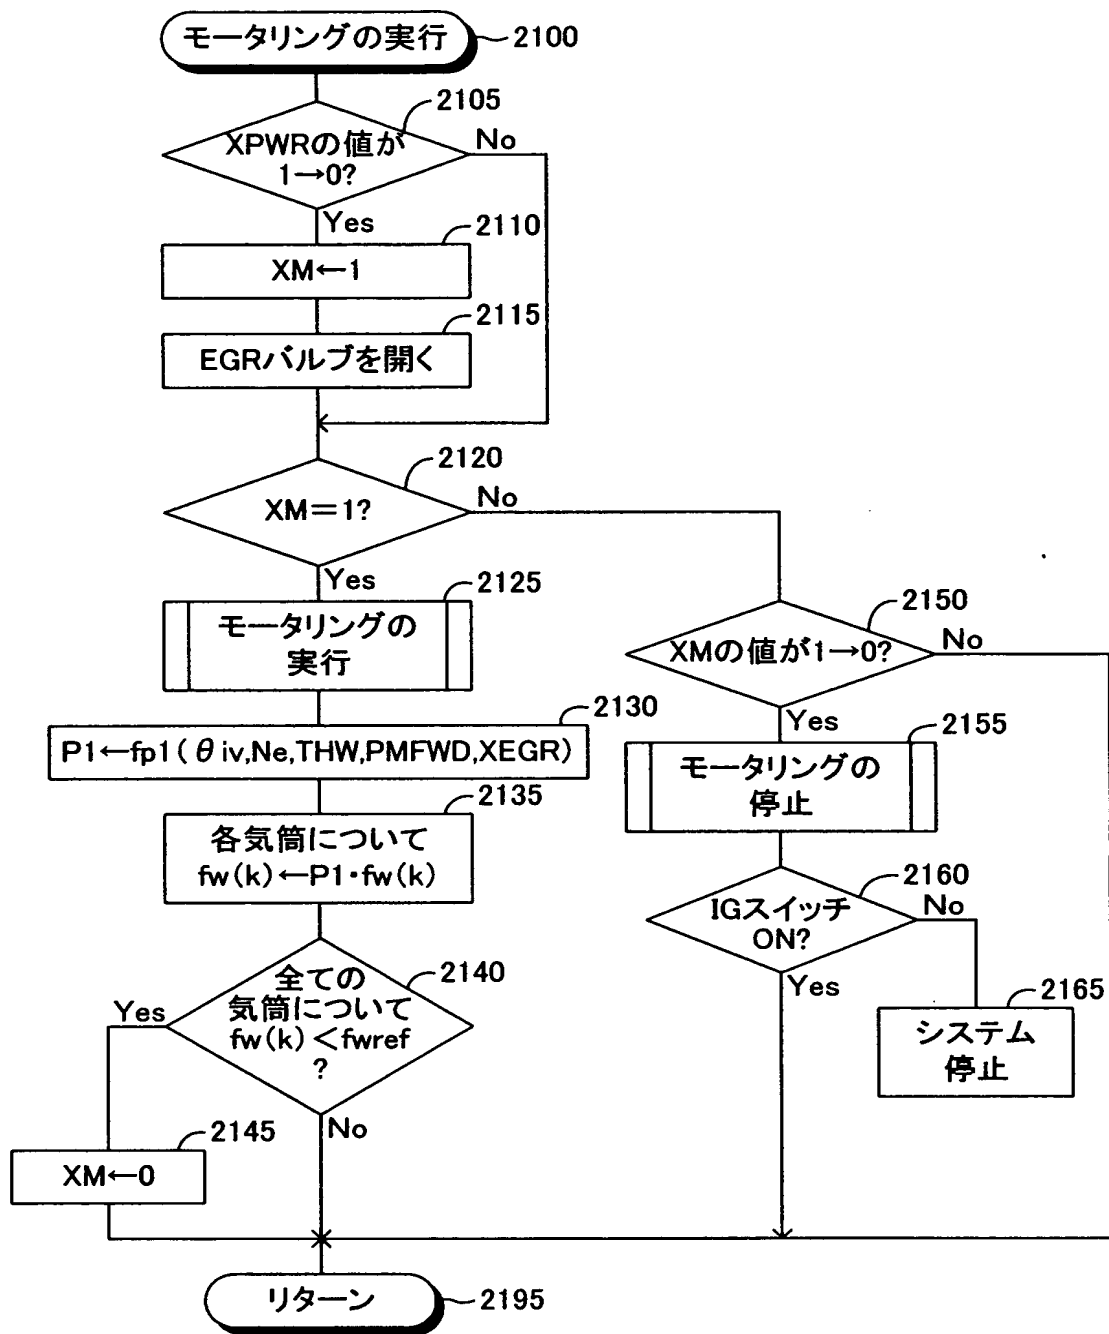 モータリングの実行
2100
2105
XPWRの値が
1→0?
No
Yes
2110
XM←1
2115
EGRバルブを開く
2120
XM=1?
No
Yes
2125
モータリングの
実行
2130
P1←fp1(θiv,Ne,THW,PMFWD,XEGR)
2135
各気筒について
fw(k)←P1・fw(k)
2140
全ての
気筒について
fw(k)<fwref
?
Yes
No
2145
XM←0
2150
XMの値が1→0?
No
Yes
2155
モータリングの
停止
2160
IGスイッチ
ON?
No
Yes
2165
システム
停止
リターン
2195